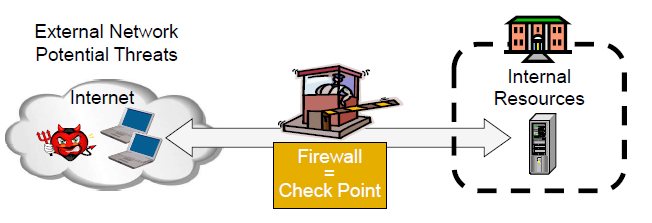 External Network
Potential Threats
Internet
Firewall
=
Check Point
Internal
Resources